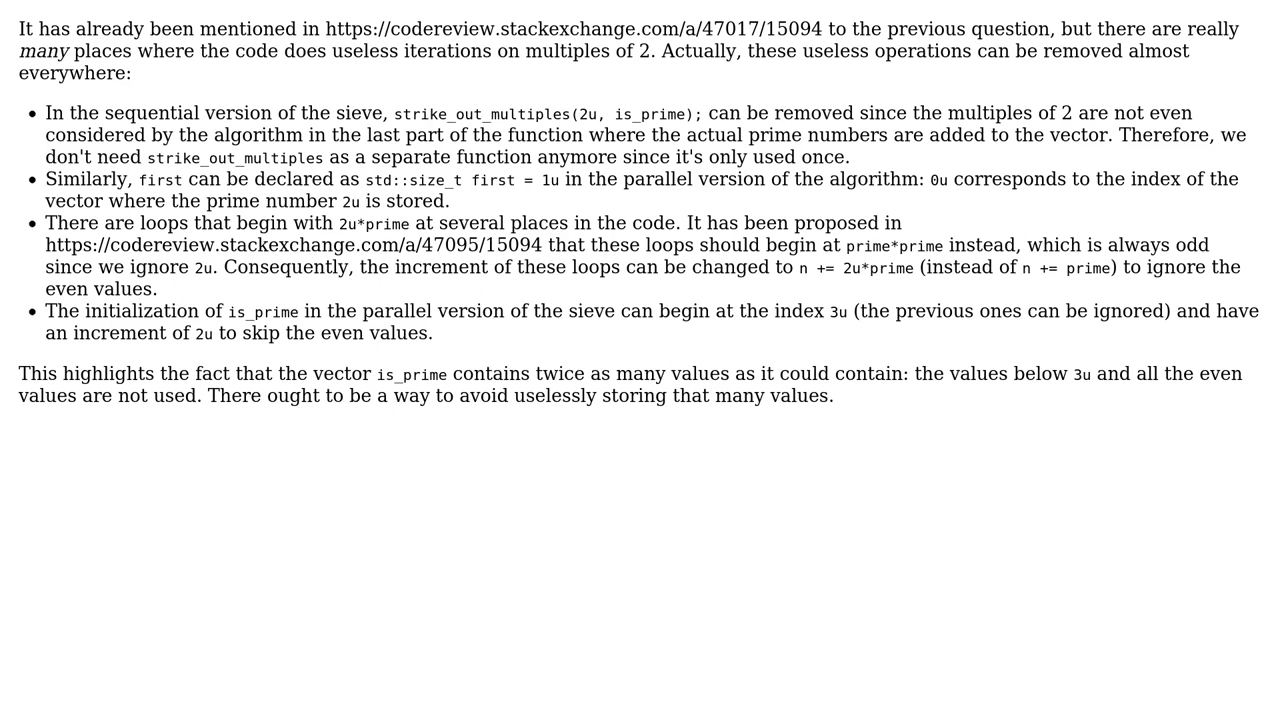 It has already been mentioned in https://codereview.stackexchange.com/a/47017/15094 to the previous question, but there are really
many places where the code does useless iterations on multiples of 2. Actually, these useless operations can be removed almost
everywhere:
• In the sequential version of the sieve, strike_out_multiples(2u, is_prime); can be removed since the multiples of 2 are not even
considered by the algorithm in the last part of the function where the actual prime numbers are added to the vector. Therefore, we
don't need strike_out_multiples as a separate function anymore since it's only used once.
• Similarly, first can be declared as std::size_t first = 1u in the parallel version of the algorithm: 0u corresponds to the index of the
vector where the prime number 2u is stored.
• There are loops that begin with 2u*prime at several places in the code. It has been proposed in
https://codereview.stackexchange.com/a/47095/15094 that these loops should begin at prime*prime instead, which is always odd
since we ignore 2u. Consequently, the increment of these loops can be changed to n += 2u*prime (instead of n += prime) to ignore the
even values.
• The initialization of is_prime in the parallel version of the sieve can begin at the index 3u (the previous ones can be ignored) and have
an increment of 2u to skip the even values.
This highlights the fact that the vector is_prime contains twice as many values as it could contain: the values below 3u and all the even
values are not used. There ought to be a way to avoid uselessly storing that many values.